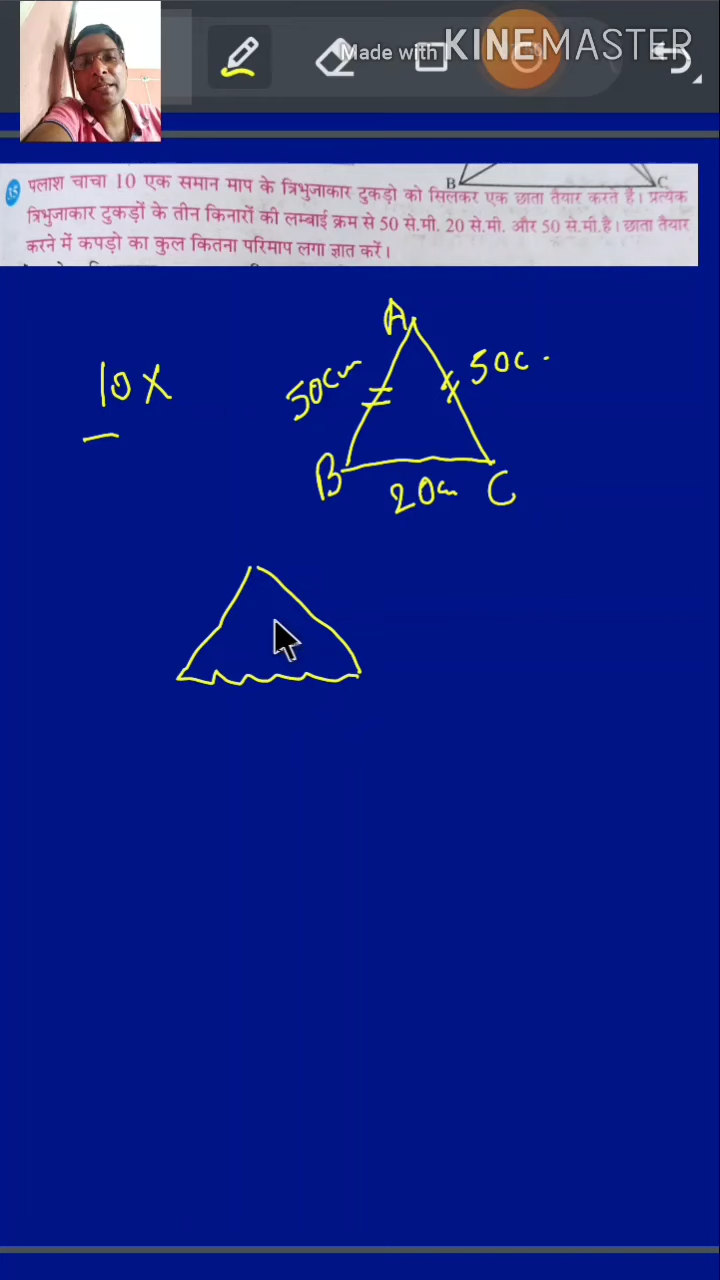 Made with KINEMASTER
B C
35 पलाश चाचा 10 एक समान माप के त्रिभुजाकार टुकड़ो को सिलकर एक छाता तैयार करते है। प्रत्येक
त्रिभुजाकार टुकड़ों के तीन किनारों की लम्बाई क्रम से 50 से.मी. 20 से.मी. और 50 से.मी.है। छाता तैयार
करने में कपड़ो का कुल कितना परिमाप लगा ज्ञात करें।
A
10 X 50cm 50c.
B 20cm C